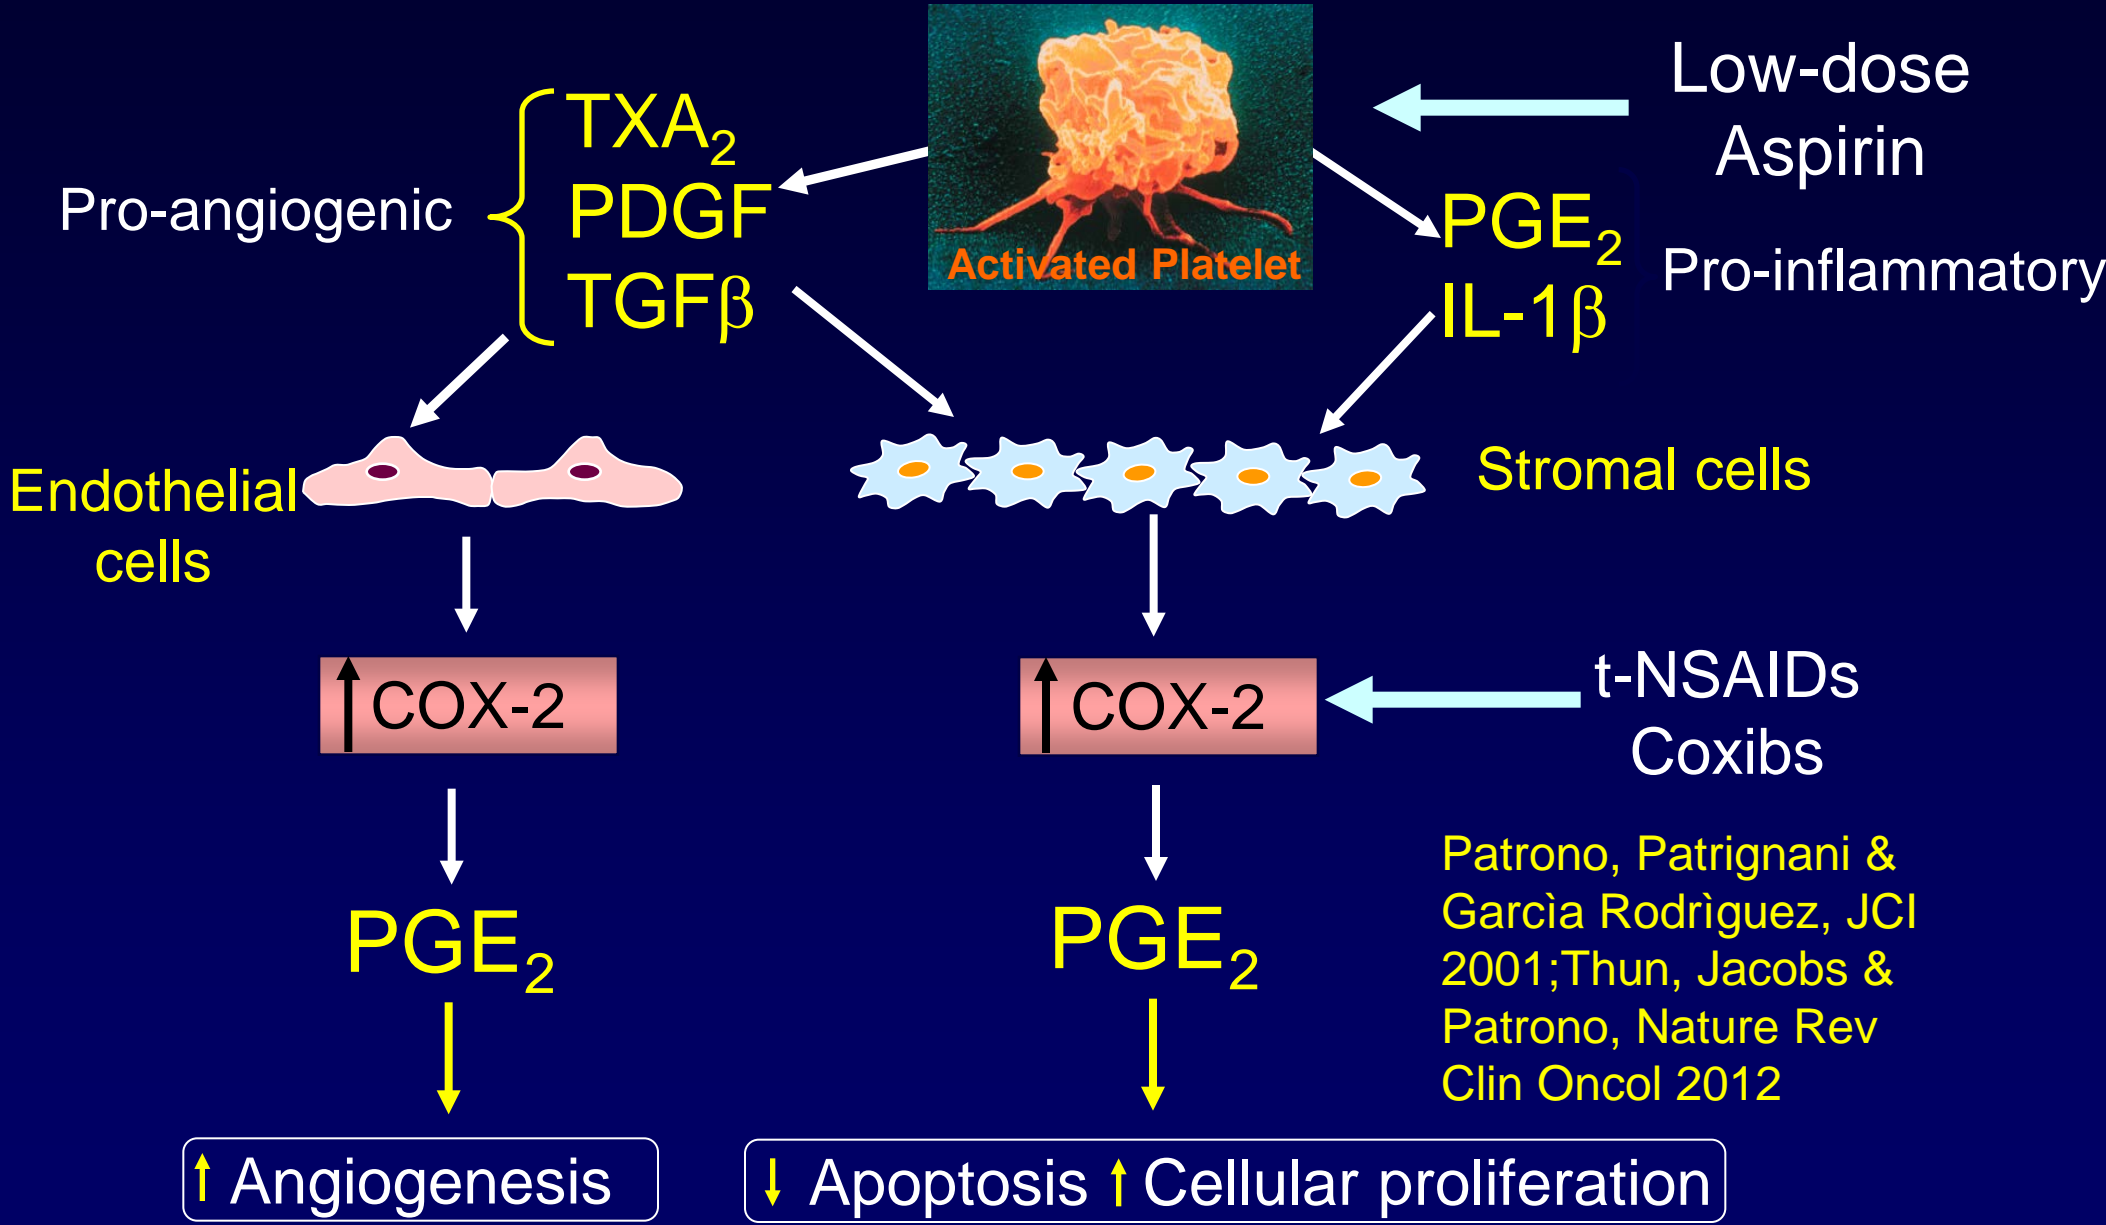 Low-dose
Aspirin
TXA₂
PDGF
TGFβ
Pro-angiogenic
Activated Platelet
PGE₂
IL-1β
Pro-inflammatory
Endothelial
cells
Stromal cells
COX-2
COX-2
t-NSAIDs
Coxibs
PGE₂
PGE₂
Patrono, Patrignani &
Garcìa Rodrìguez, JCI
2001;Thun, Jacobs &
Patrono, Nature Rev
Clin Oncol 2012
Angiogenesis
Apoptosis
Cellular proliferation